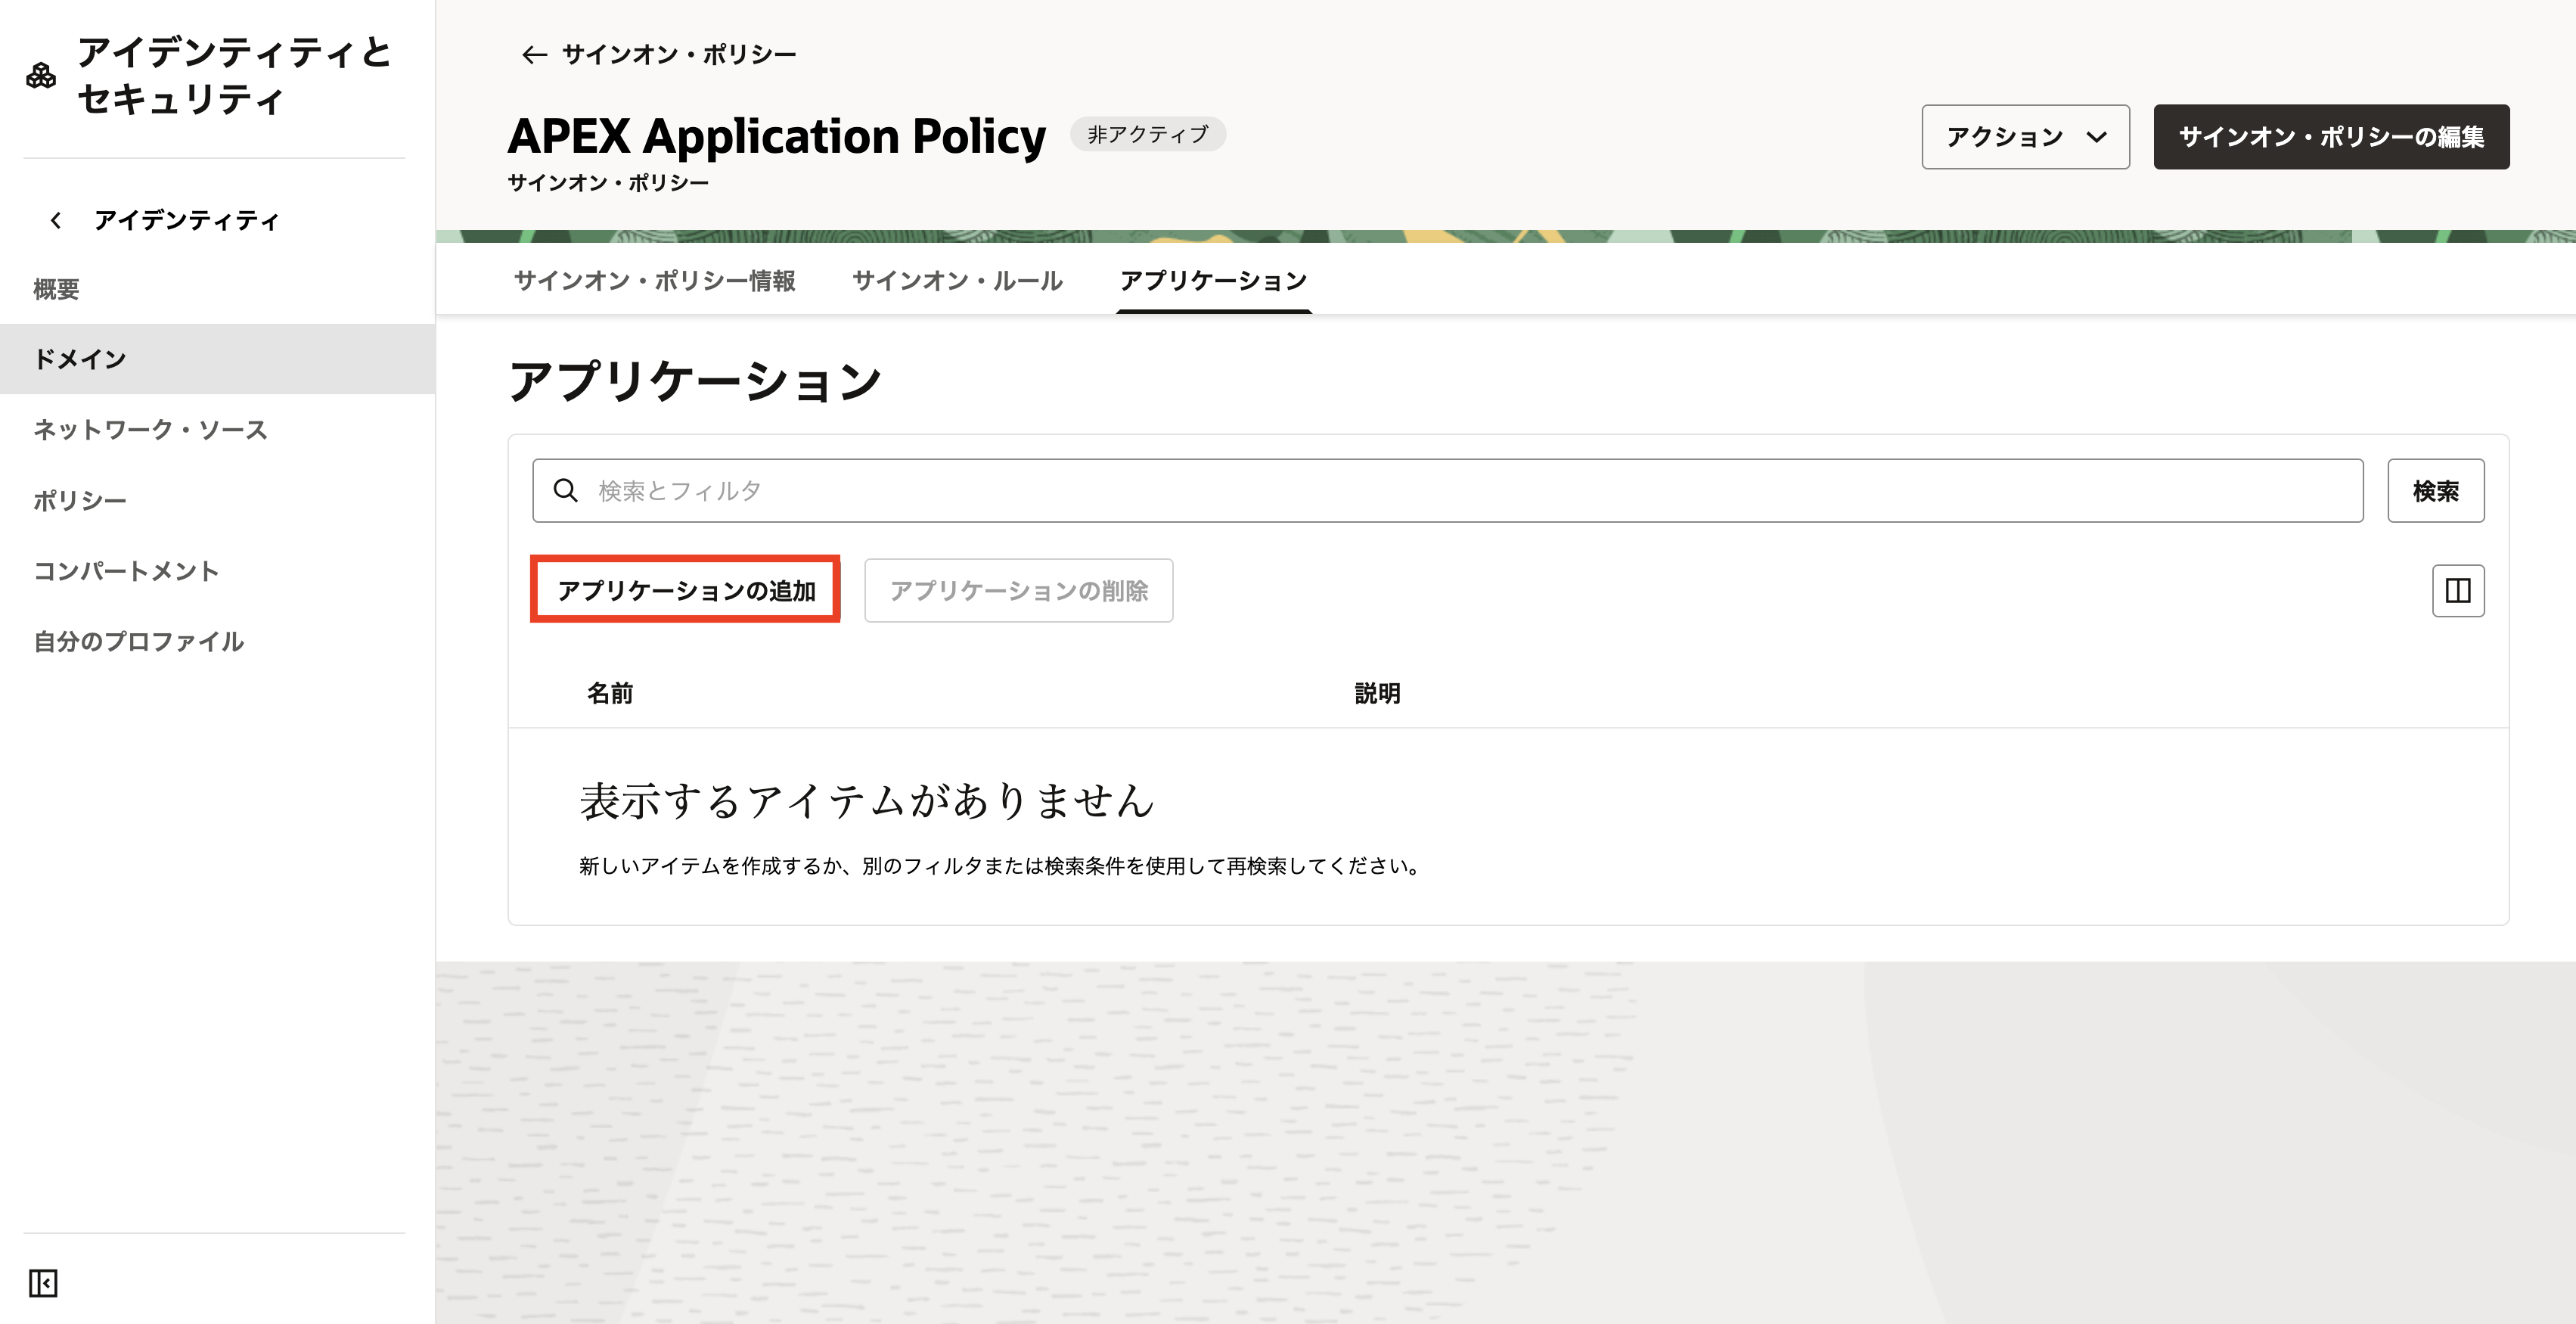 アイデンティティと
セキュリティ
アイデンティティ
概要
ドメイン
ネットワーク・ソース
ポリシー
コンパートメント
自分のプロファイル
サインオン・ポリシー
APEX Application Policy 非アクティブ
サインオン・ポリシー
アクション サインオン・ポリシーの編集
サインオン・ポリシー情報 サインオン・ルール アプリケーション
アプリケーション
検索とフィルタ 検索
アプリケーションの追加 アプリケーションの削除
名前 説明
表示するアイテムがありません
新しいアイテムを作成するか、別のフィルタまたは検索条件を使用して再検索してください。